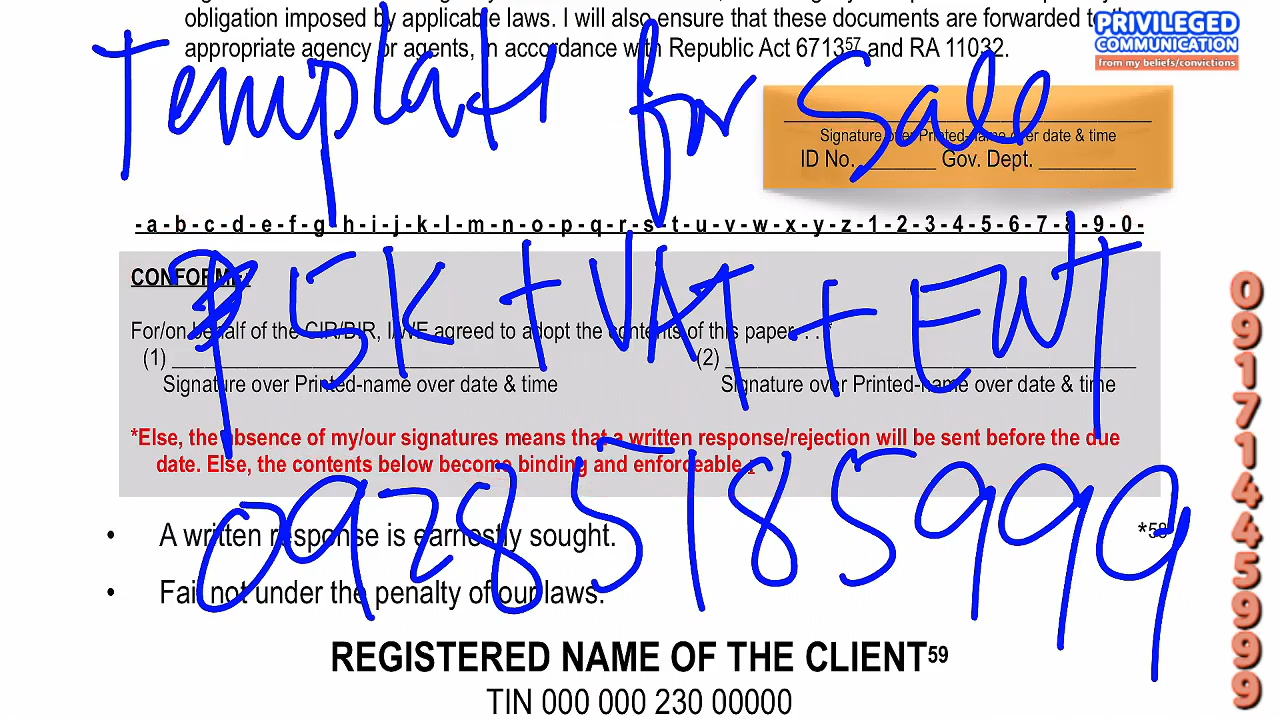 obligation imposed by applicable laws. I will also ensure that these documents are forwarded to
appropriate agency or agents, in accordance with Republic Act 6713⁵⁷ and RA 11032.
PRIVILEGED
COMMUNICATION
from my beliefs/convictions
Template for Sale
Signature over Printed-name over date & time
ID No. ______ Gov. Dept. ________
-a-b-c-d-e-f-g-h-i-j-k-l-m-n-o-p-q-r-s-t-u-v-w-x-y-z-1-2-3-4-5-6-7-8-9-0-
CONFORME:
₱5K + VAT + EWT
For/on behalf of the CIR/BIR, I/WE agreed to adopt the contents of this paper . . .*
(1) ______________________________ (2) ______________________________
Signature over Printed-name over date & time Signature over Printed-name over date & time
*Else, the absence of my/our signatures means that a written response/rejection will be sent before the due
date. Else, the contents below become binding and enforceable.
09285185999
• A written response is earnestly sought. *58
• Fail not under the penalty of our laws.
REGISTERED NAME OF THE CLIENT⁵⁹
TIN 000 000 230 00000
09171445999